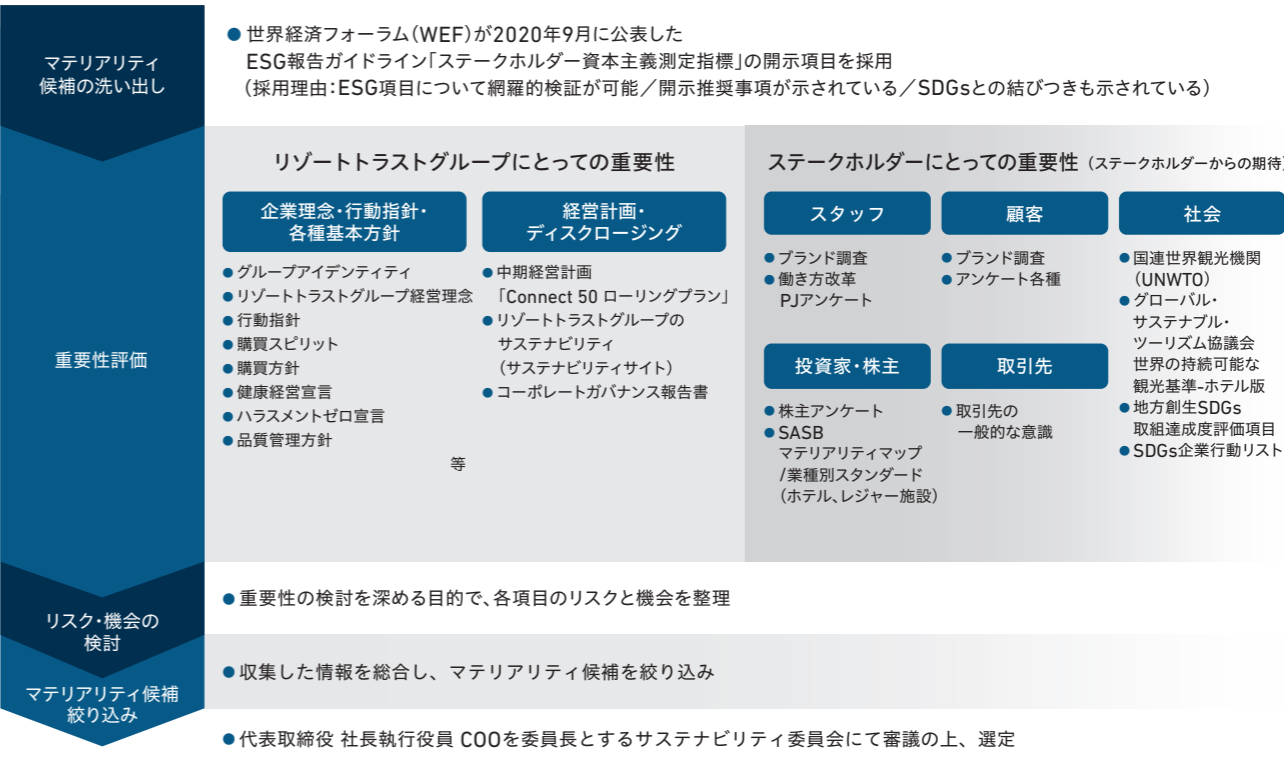 マテリアリティ
候補の洗い出し
●世界経済フォーラム(WEF)が2020年9月に公表した
ESG報告ガイドライン「ステークホルダー資本主義測定指標」の開示項目を採用
(採用理由:ESG項目について網羅的検証が可能/開示推奨事項が示されている/SDGsとの結びつきも示されている)
重要性評価
リゾートトラストグループにとっての重要性
企業理念・行動指針・
各種基本方針
●グループアイデンティティ
●リゾートトラストグループ経営理念
●行動指針
●購買スピリット
●購買方針
●健康経営宣言
●ハラスメントゼロ宣言
●品質管理方針
等
経営計画・
ディスクロージング
●中期経営計画
「Connect 50 ローリングプラン」
●リゾートトラストグループの
サステナビリティ
(サステナビリティサイト)
●コーポレートガバナンス報告書
ステークホルダーにとっての重要性(ステークホルダーからの期待)
スタッフ
●ブランド調査
●働き方改革
PJアンケート
顧客
●ブランド調査
●アンケート各種
社会
●国連世界観光機関
(UNWTO)
●グローバル・
サステナブル・
ツーリズム協議会
世界の持続可能な
観光基準-ホテル版
●地方創生SDGs
取組達成度評価項目
●SDGs企業行動リスト
投資家・株主
●株主アンケート
●SASB
マテリアリティマップ
/業種別スタンダード
(ホテル、レジャー施設)
取引先
●取引先の
一般的な意識
リスク・機会の
検討
●重要性の検討を深める目的で、各項目のリスクと機会を整理
マテリアリティ候補
絞り込み
●収集した情報を総合し、マテリアリティ候補を絞り込み
●代表取締役 社長執行役員 COOを委員長とするサステナビリティ委員会にて審議の上、選定